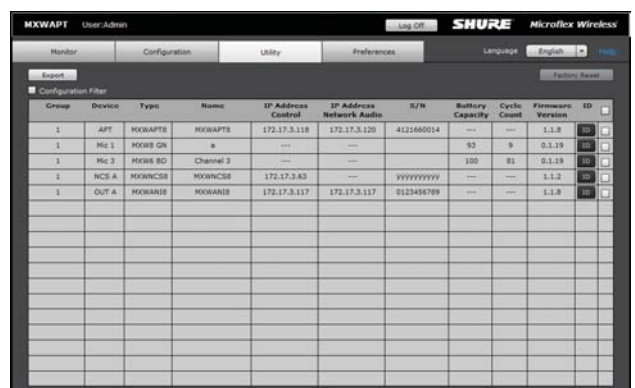 MXWAPT User:Admin Log Off SHURE Microflex Wireless
Monitor Configuration Utility Preferences Language English Help
Export Factory Reset
Configuration Filter
Group Device Type Name IP Address Control IP Address Network Audio S/N Battery Capacity Cycle Count Firmware Version ID
1 APT MXWAPT8 MXWAPT8 172.17.3.118 172.17.3.120 4121660014 --- --- 1.1.8 ID
1 Mic 1 MXW8 GN a --- --- 93 9 0.1.19 ID
1 Mic 3 MXW6 BD Channel 3 --- --- 100 81 0.1.19 ID
1 NCS A MXWNCS8 MXWNCS8 172.17.3.63 --- ÿÿÿÿÿÿÿÿÿÿ --- --- 1.1.2 ID
1 OUT A MXWANI8 MXWANI8 172.17.3.117 172.17.3.117 0123456789 --- --- 1.1.8 ID